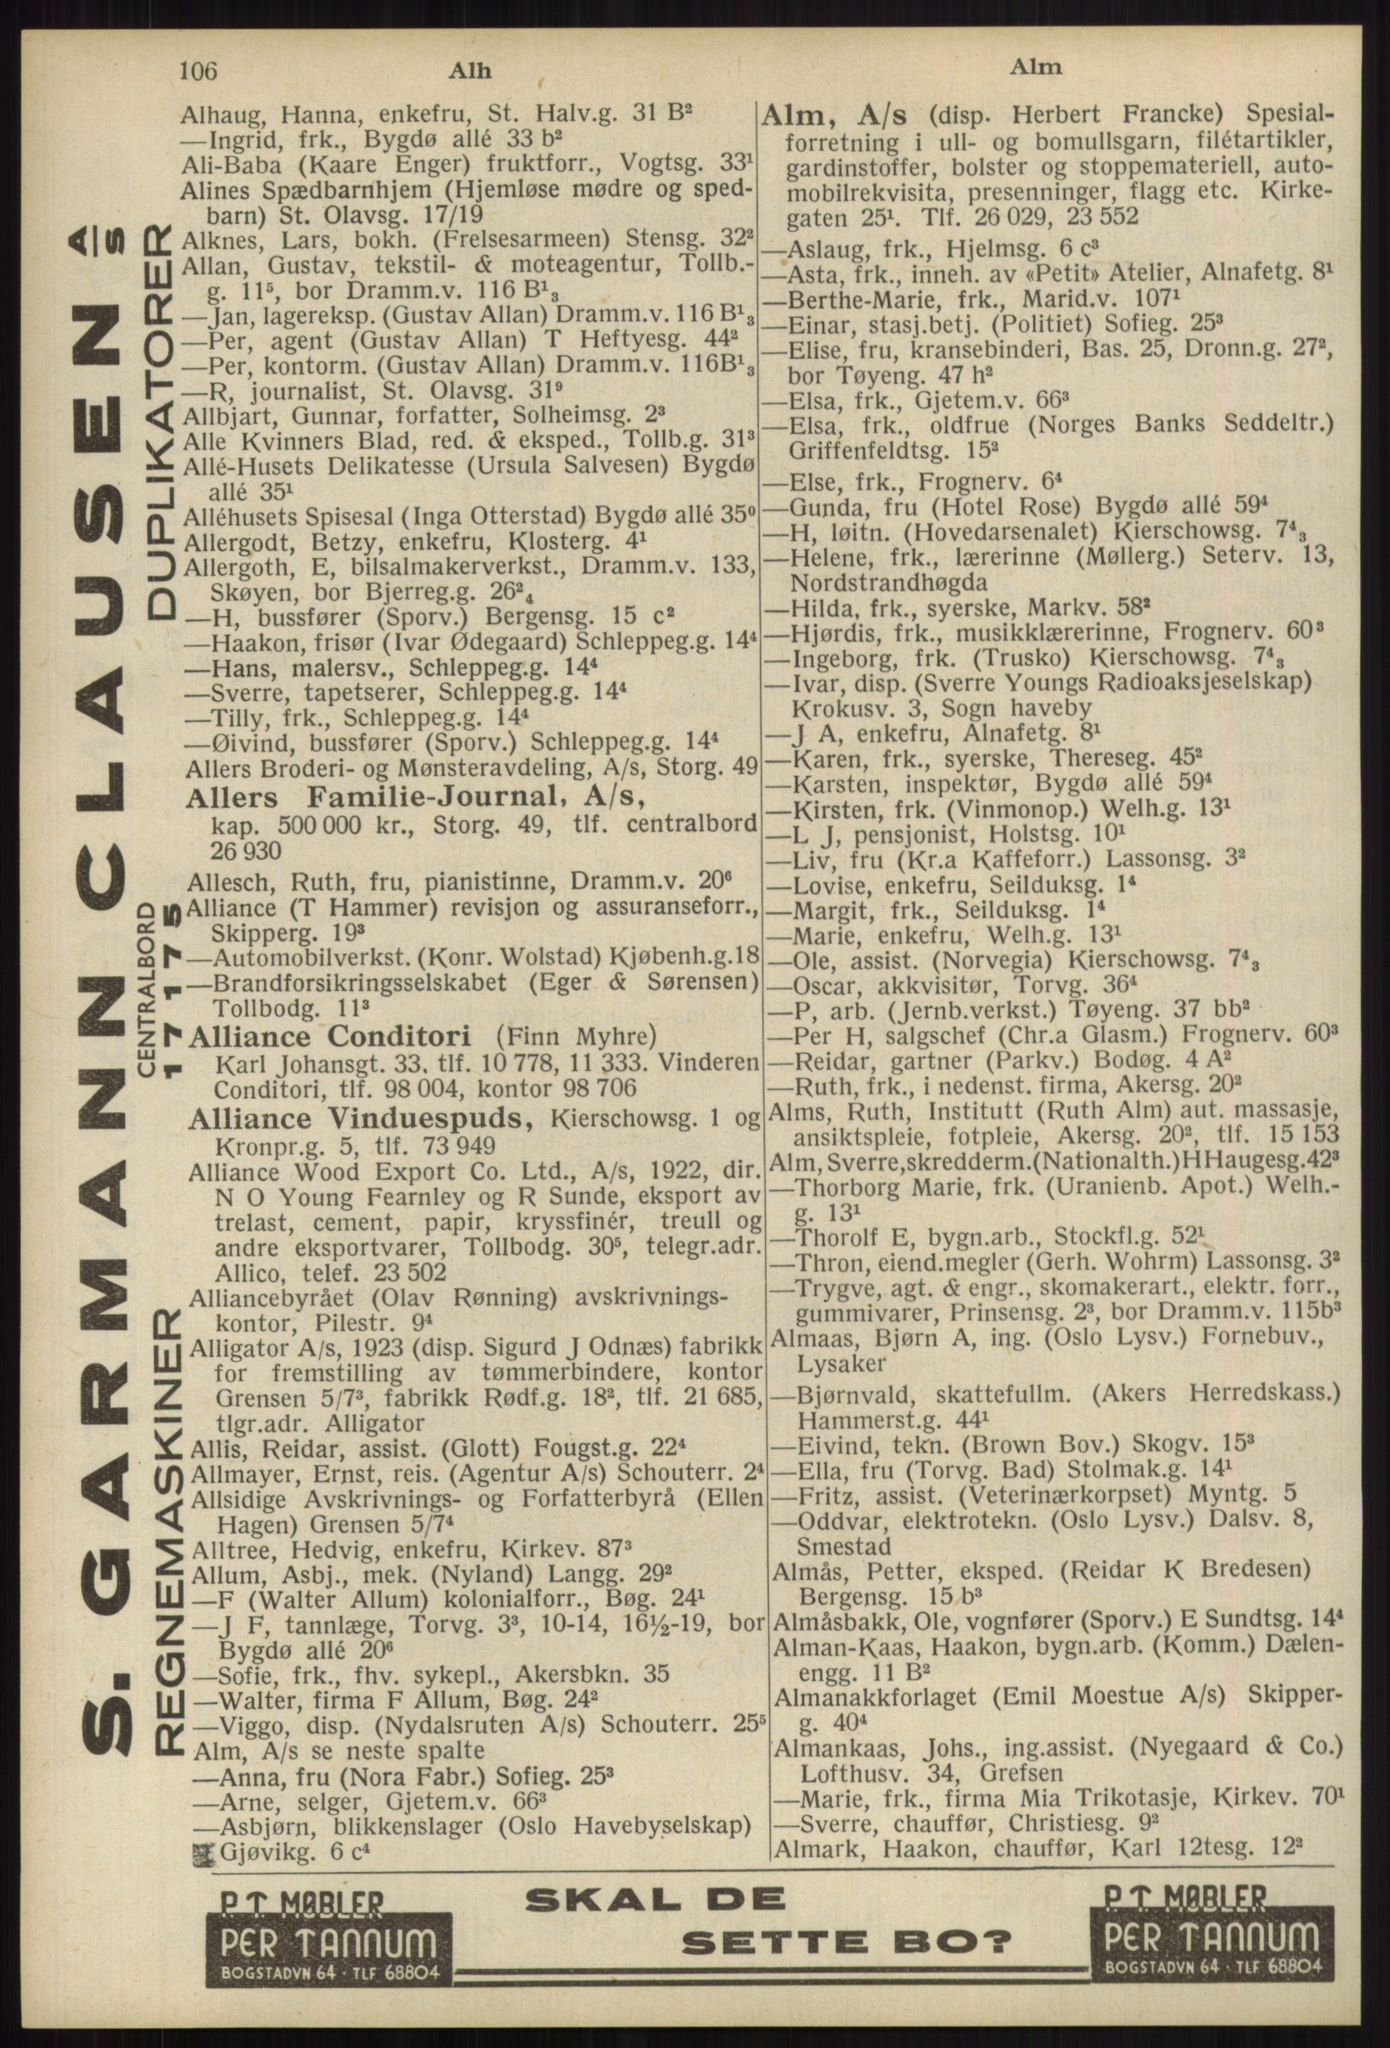 106
Alh
Alm
Alhaug, Hanna, enkefru, St. Halv.g. 31 B²
—Ingrid, frk., Bygdø allé 33 b²
Ali-Baba (Kaare Enger) fruktforr., Vogtsg. 33¹
Alines Spædbarnhjem (Hjemløse mødre og sped-
barn) St. Olavsg. 17/19
Alknes, Lars, bokh. (Frelsesarmeen) Stensg. 32²
Allan, Gustav, tekstil- & moteagentur, Tollb.-
g. 11⁵, bor Dramm.v. 116 B¹₃
—Jan, lagereksp. (Gustav Allan) Dramm.v. 116 B¹₃
—Per, agent (Gustav Allan) T Heftyesg. 44²
—Per, kontorm. (Gustav Allan) Dramm.v. 116B¹₃
—R, journalist, St. Olavsg. 31⁹
Allbjart, Gunnar, forfatter, Solheimsg. 2³
Alle Kvinners Blad, red. & eksped., Tollb.g. 31³
Allé-Husets Delikatesse (Ursula Salvesen) Bygdø
allé 35¹
Alléhusets Spisesal (Inga Otterstad) Bygdø allé 35⁰
Allergodt, Betzy, enkefru, Klosterg. 4¹
Allergoth, E, bilsalmakerverkst., Dramm.v. 133,
Skøyen, bor Bjerreg.g. 26²₄
—H, bussfører (Sporv.) Bergensg. 15 c²
—Haakon, frisør (Ivar Ødegaard) Schleppeg.g. 14⁴
—Hans, malersv., Schleppeg.g. 14⁴
—Sverre, tapetserer, Schleppeg.g. 14⁴
—Tilly, frk., Schleppeg.g. 14⁴
—Øivind, bussfører (Sporv.) Schleppeg.g. 14⁴
Allers Broderi- og Mønsteravdeling, A/s, Storg. 49
Allers Familie-Journal, A/s,
kap. 500 000 kr., Storg. 49, tlf. centralbord
26 930
Allesch, Ruth, fru, pianistinne, Dramm.v. 20⁶
Alliance (T Hammer) revisjon og assuranseforr.,
Skipperg. 19³
—Automobilverkst. (Konr. Wolstad) Kjøbenh.g.18
—Brandforsikringsselskabet (Eger & Sørensen)
Tollbodg. 11³
Alliance Conditori (Finn Myhre)
Karl Johansgt. 33, tlf. 10 778, 11 333. Vinderen
Conditori, tlf. 98 004, kontor 98 706
Alliance Vinduespuds, Kierschowsg. 1 og
Kronpr.g. 5, tlf. 73 949
Alliance Wood Export Co. Ltd., A/s, 1922, dir.
N O Young Fearnley og R Sunde, eksport av
trelast, cement, papir, kryssfinér, treull og
andre eksportvarer, Tollbodg. 30⁵, telegr.adr.
Allico, telef. 23 502
Alliancebyrået (Olav Rønning) avskrivnings-
kontor, Pilestr. 9⁴
Alligator A/s, 1923 (disp. Sigurd J Odnæs) fabrikk
for fremstilling av tømmerbindere, kontor
Grensen 5/7³, fabrikk Rødf.g. 18², tlf. 21 685,
tlgr.adr. Alligator
Allis, Reidar, assist. (Glott) Fougst.g. 22⁴
Allmayer, Ernst, reis. (Agentur A/s) Schouterr. 2⁴
Allsidige Avskrivnings- og Forfatterbyrå (Ellen
Hagen) Grensen 5/7⁴
Alltree, Hedvig, enkefru, Kirkev. 87³
Allum, Asbj., mek. (Nyland) Langg. 29²
—F (Walter Allum) kolonialforr., Bøg. 24¹
—J F, tannlæge, Torvg. 3³, 10-14, 16½-19, bor
Bygdø allé 20⁶
—Sofie, frk., fhv. sykepl., Akersbkn. 35
—Walter, firma F Allum, Bøg. 24²
—Viggo, disp. (Nydalsruten A/s) Schouterr. 25⁵
Alm, A/s se neste spalte
—Anna, fru (Nora Fabr.) Sofieg. 25³
—Arne, selger, Gjetem.v. 66³
—Asbjørn, blikkenslager (Oslo Havebyselskap)
Gjøvikg. 6 c⁴
Alm, A/s (disp. Herbert Francke) Spesial-
forretning i ull- og bomullsgarn, filétartikler,
gardinstoffer, bolster og stoppemateriell, auto-
mobilrekvisita, presenninger, flagg etc. Kirke-
gaten 25¹. Tlf. 26 029, 23 552
—Aslaug, frk., Hjelmsg. 6 c³
—Asta, frk., inneh. av «Petit» Atelier, Alnafetg. 8¹
—Berthe-Marie, frk., Marid.v. 107¹
—Einar, stasj.betj. (Politiet) Sofieg. 25³
—Elise, fru, kransebinderi, Bas. 25, Dronn.g. 27²,
bor Tøyeng. 47 h²
—Elsa, frk., Gjetem.v. 66³
—Elsa, frk., oldfrue (Norges Banks Seddeltr.)
Griffenfeldtsg. 15²
—Else, frk., Frognerv. 6⁴
—Gunda, fru (Hotel Rose) Bygdø allé 59⁴
—H, løitn. (Hovedarsenalet) Kierschowsg. 7⁴₃
—Helene, frk., lærerinne (Møllerg.) Seterv. 13,
Nordstrandhøgda
—Hilda, frk., syerske, Markv. 58²
—Hjørdis, frk., musikklærerinne, Frognerv. 60³
—Ingeborg, frk. (Trusko) Kierschowsg. 7⁴₃
—Ivar, disp. (Sverre Youngs Radioaksjeselskap)
Krokusv. 3, Sogn haveby
—J A, enkefru, Alnafetg. 8¹
—Karen, frk., syerske, Thereseg. 45²
—Karsten, inspektør, Bygdø allé 59⁴
—Kirsten, frk. (Vinmonop.) Welh.g. 13¹
—L J, pensjonist, Holstsg. 10¹
—Liv, fru (Kr.a Kaffeforr.) Lassonsg. 3²
—Lovise, enkefru, Seilduksg. 1⁴
—Margit, frk., Seilduksg. 1⁴
—Marie, enkefru, Welh.g. 13¹
—Ole, assist. (Norvegia) Kierschowsg. 7⁴₃
—Oscar, akkvisitør, Torvg. 36⁴
—P, arb. (Jernb.verkst.) Tøyeng. 37 bb²
—Per H, salgschef (Chr.a Glasm.) Frognerv. 60³
—Reidar, gartner (Parkv.) Bodøg. 4 A²
—Ruth, frk., i nedenst. firma, Akersg. 20²
Alms, Ruth, Institutt (Ruth Alm) aut. massasje,
ansiktspleie, fotpleie, Akersg. 20², tlf. 15 153
Alm, Sverre,skredderm.(Nationalth.)HHaugesg.42³
—Thorborg Marie, frk. (Uranienb. Apot.) Welh.-
g. 13¹
—Thorolf E, bygn.arb., Stockfl.g. 52¹
—Thron, eiend.megler (Gerh. Wohrm) Lassonsg. 3²
—Trygve, agt. & engr., skomakerart., elektr. forr.,
gummivarer, Prinsensg. 2³, bor Dramm.v. 115b³
Almaas, Bjørn A, ing. (Oslo Lysv.) Fornebuv.,
Lysaker
—Bjørnvald, skattefullm. (Akers Herredskass.)
Hammerst.g. 44¹
—Eivind, tekn. (Brown Bov.) Skogv. 15³
—Ella, fru (Torvg. Bad) Stolmak.g. 14¹
—Fritz, assist. (Veterinærkorpset) Myntg. 5
—Oddvar, elektrotekn. (Oslo Lysv.) Dalsv. 8,
Smestad
Almås, Petter, eksped. (Reidar K Bredesen)
Bergensg. 15 b³
Almåsbakk, Ole, vognfører (Sporv.) E Sundtsg. 14⁴
Alman-Kaas, Haakon, bygn.arb. (Komm.) Dælen-
engg. 11 B²
Almanakkforlaget (Emil Moestue A/s) Skipper-
g. 40⁴
Almankaas, Johs., ing.assist. (Nyegaard & Co.)
Lofthusv. 34, Grefsen
—Marie, frk., firma Mia Trikotasje, Kirkev. 70¹
—Sverre, chauffør, Christiesg. 9²
Almark, Haakon, chauffør, Karl 12tesg. 12²
S. GARMANN CLAUSEN A/S
REGNEMASKINER
CENTRALBORD
17175
DUPLIKATORER
P T MØBLER
PER TANNUM
BOGSTADVN 64 · TLF 68804
SKAL DE
SETTE BO?
P T MØBLER
PER TANNUM
BOGSTADVN 64 · TLF 68804